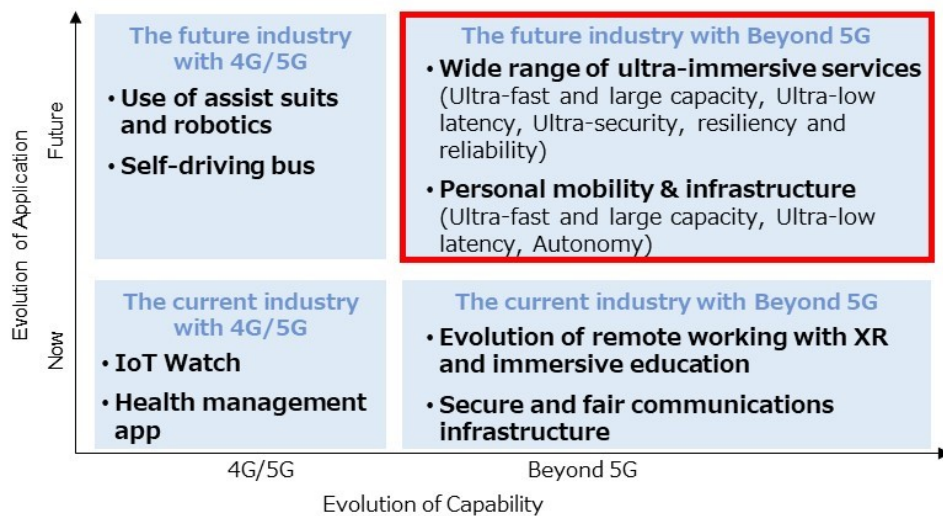 The future industry
with 4G/5G
• Use of assist suits
and robotics
• Self-driving bus
The future industry with Beyond 5G
• Wide range of ultra-immersive services
(Ultra-fast and large capacity, Ultra-low
latency, Ultra-security, resiliency and
reliability)
• Personal mobility & infrastructure
(Ultra-fast and large capacity, Ultra-low
latency, Autonomy)
The current industry
with 4G/5G
• IoT Watch
• Health management
app
The current industry with Beyond 5G
• Evolution of remote working with XR
and immersive education
• Secure and fair communications
infrastructure
Evolution of Application
Future
Now
4G/5G
Beyond 5G
Evolution of Capability